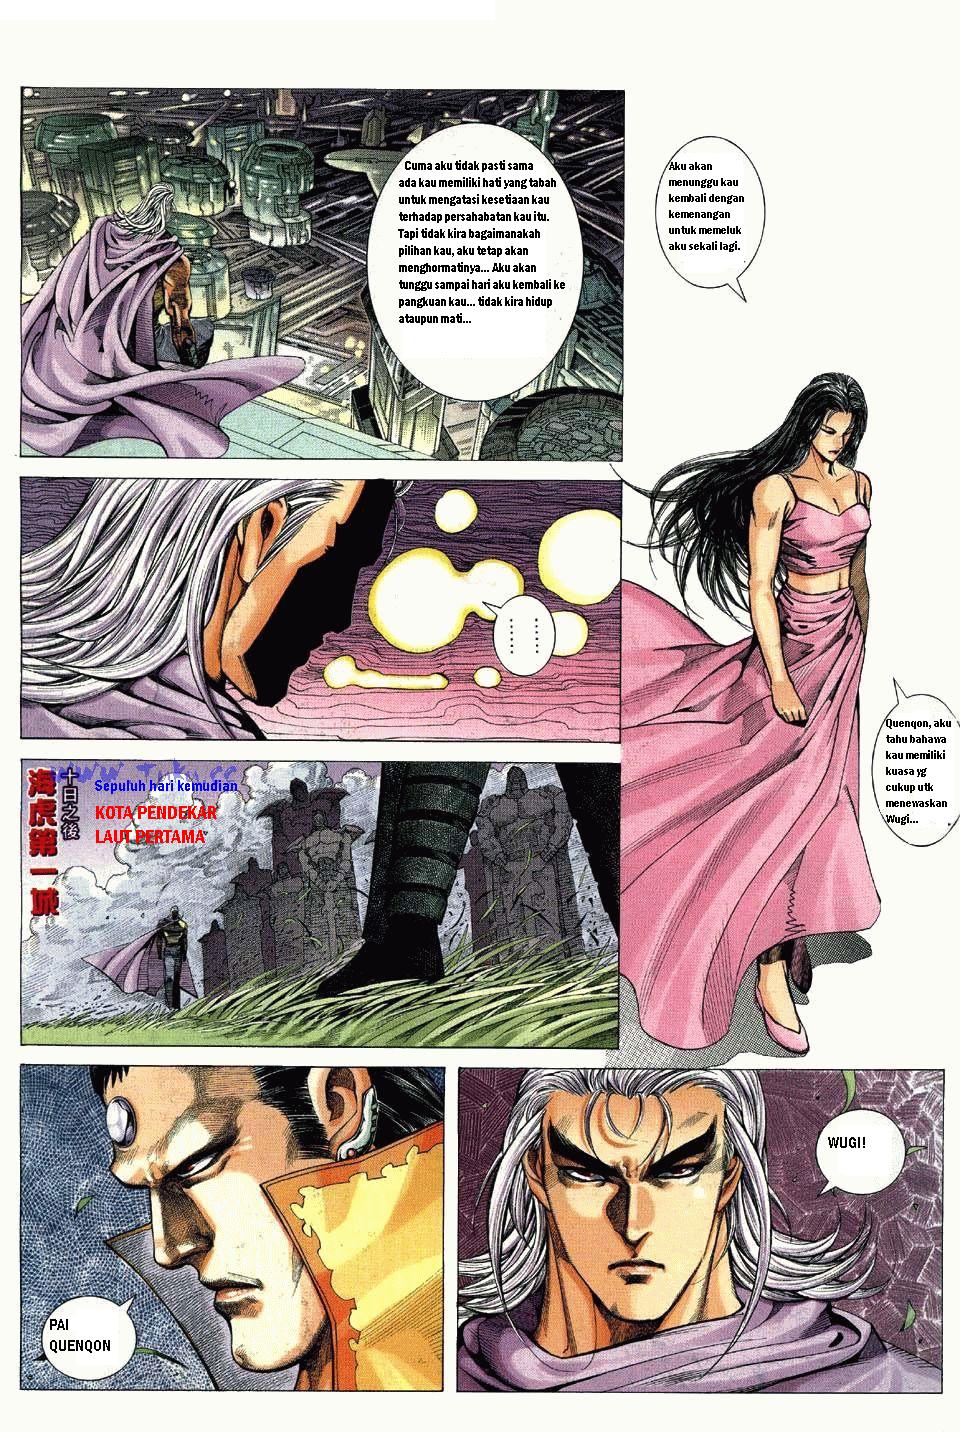 Aku akan
menunggu kau
kembali dengan
kemenangan
untuk memeluk
aku sekali lagi.
Cuma aku tidak pasti sama
ada kau memiliki hati yang tabah
untuk mengatasi kesetiaan kau
terhadap persahabatan kau itu.
Tapi tidak kira bagaimanakah
pilihan kau, aku tetap akan
menghormatinya... Aku akan
tunggu sampai hari aku kembali ke
pangkuan kau... tidak kira hidup
ataupun mati...
Quenqon, aku
tahu bahawa
kau memiliki
kuasa yg
cukup utk
menewaskan
Wugi...
...... ......
十日之後
海虎第一城
Sepuluh hari kemudian
KOTA PENDEKAR
LAUT PERTAMA
PAI
QUENQON
WUGI!